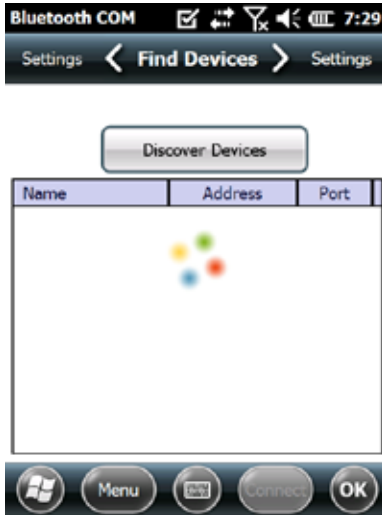 Bluetooth COM 7:29
Settings Find Devices Settings
Discover Devices
Name Address Port
Menu Connect OK